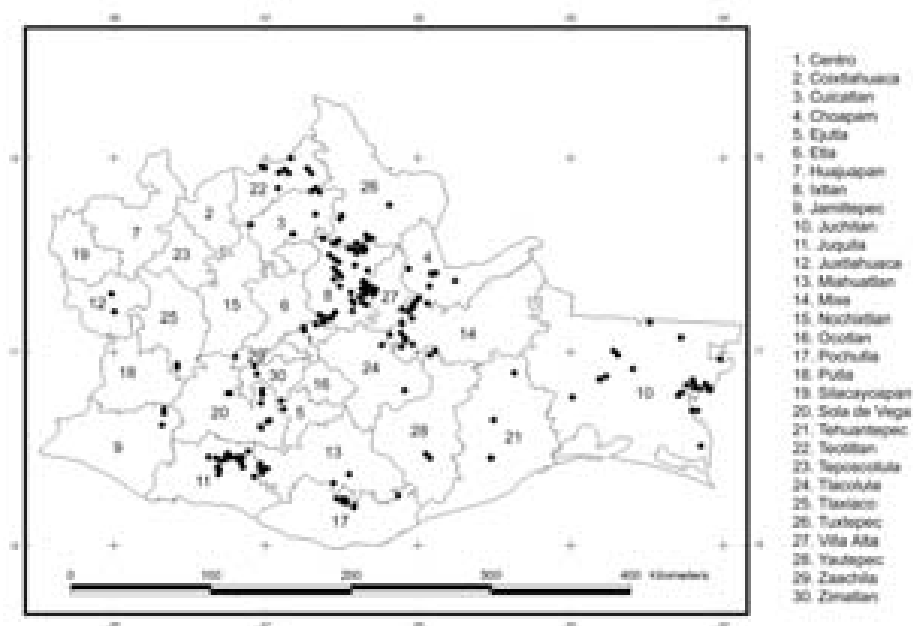 19 7 2 23 22 3 26
12 25 15 6 8 27 4 14
18 20 29 30 16 5 24 28 21 10
9 11 13 17
0 100 200 300 400 Kilometers
1. Centro
2. Coixtlahuaca
3. Cuicatlan
4. Choapam
5. Ejutla
6. Etla
7. Huajuapam
8. Ixtlan
9. Jamiltepec
10. Juchitan
11. Juquila
12. Juxtlahuaca
13. Miahuatlan
14. Mixe
15. Nochixtlan
16. Ocotlan
17. Pochutla
18. Putla
19. Silacayoapan
20. Sola de Vega
21. Tehuantepec
22. Teotitlan
23. Teposcolula
24. Tlacolula
25. Tlaxiaco
26. Tuxtepec
27. Villa Alta
28. Yautepec
29. Zaachila
30. Zimatlan